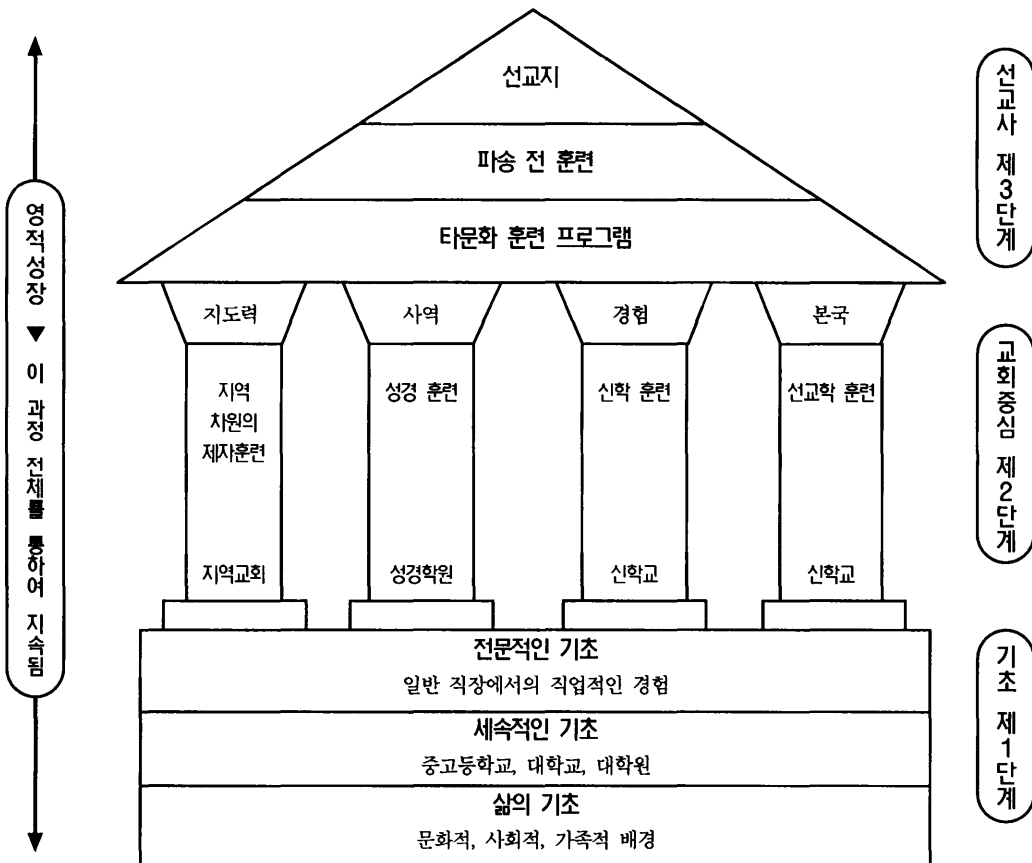 선교지
파송 전 훈련
타문화 훈련 프로그램
지도력
사역
경험
본국
지역
차원의
제자훈련
성경 훈련
신학 훈련
선교학 훈련
지역교회
성경학원
신학교
신학교
전문적인 기초
일반 직장에서의 직업적인 경험
세속적인 기초
중고등학교, 대학교, 대학원
삶의 기초
문화적, 사회적, 가족적 배경
영적성장 ▼ 이 과정 전체를 통하여 지속됨
선교사 제3단계
교회중심 제2단계
기초 제1단계